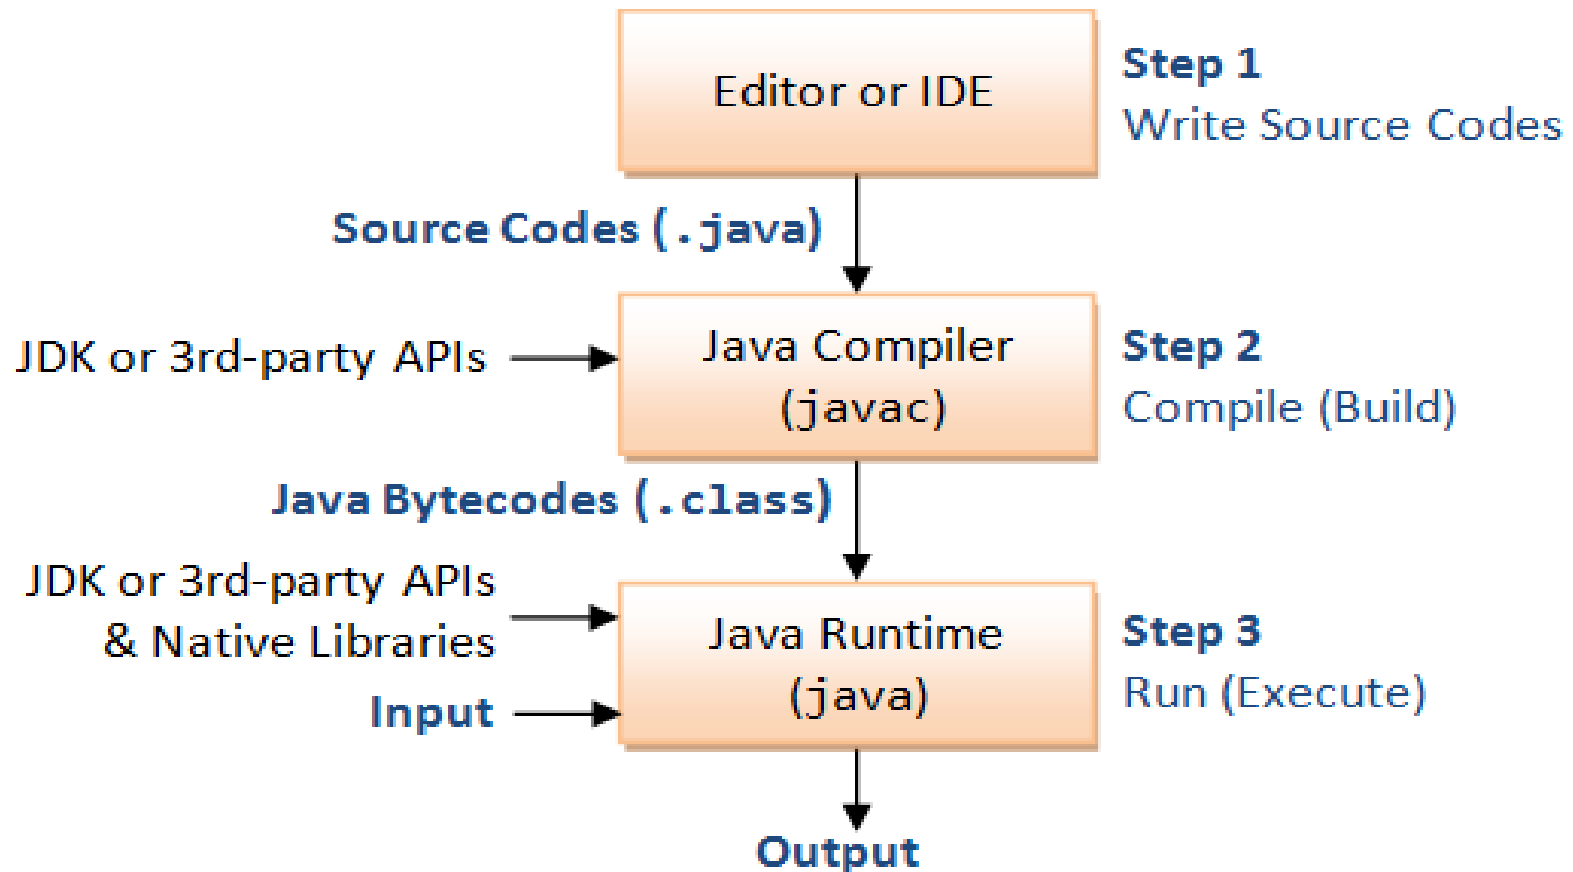 Editor or IDE
Step 1
Write Source Codes
Source Codes (.java)
JDK or 3rd-party APIs
Java Compiler
(javac)
Step 2
Compile (Build)
Java Bytecodes (.class)
JDK or 3rd-party APIs
& Native Libraries
Input
Java Runtime
(java)
Step 3
Run (Execute)
Output